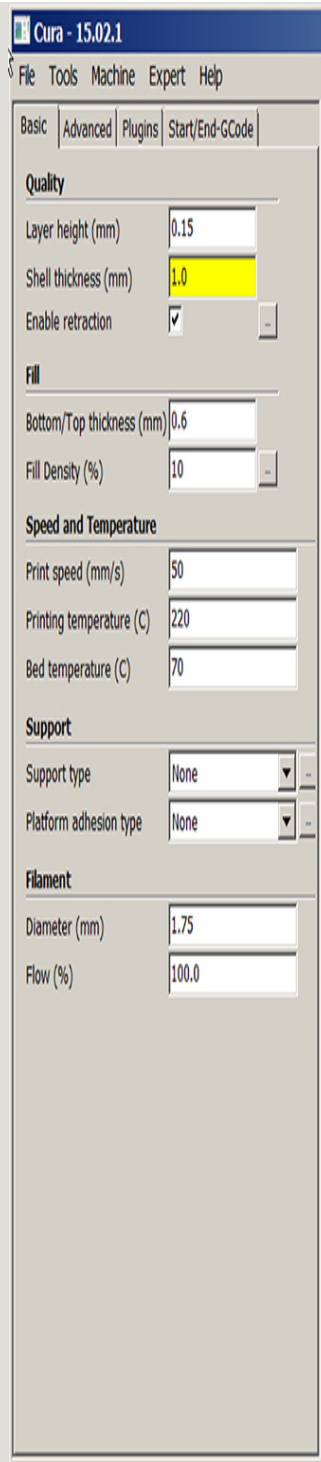 Cura - 15.02.1
File Tools Machine Expert Help
Basic Advanced Plugins Start/End-GCode
Quality
Layer height (mm) 0.15
Shell thickness (mm) 1.0
Enable retraction ...
Fill
Bottom/Top thickness (mm) 0.6
Fill Density (%) 10 ...
Speed and Temperature
Print speed (mm/s) 50
Printing temperature (C) 220
Bed temperature (C) 70
Support
Support type None ...
Platform adhesion type None ...
Filament
Diameter (mm) 1.75
Flow (%) 100.0